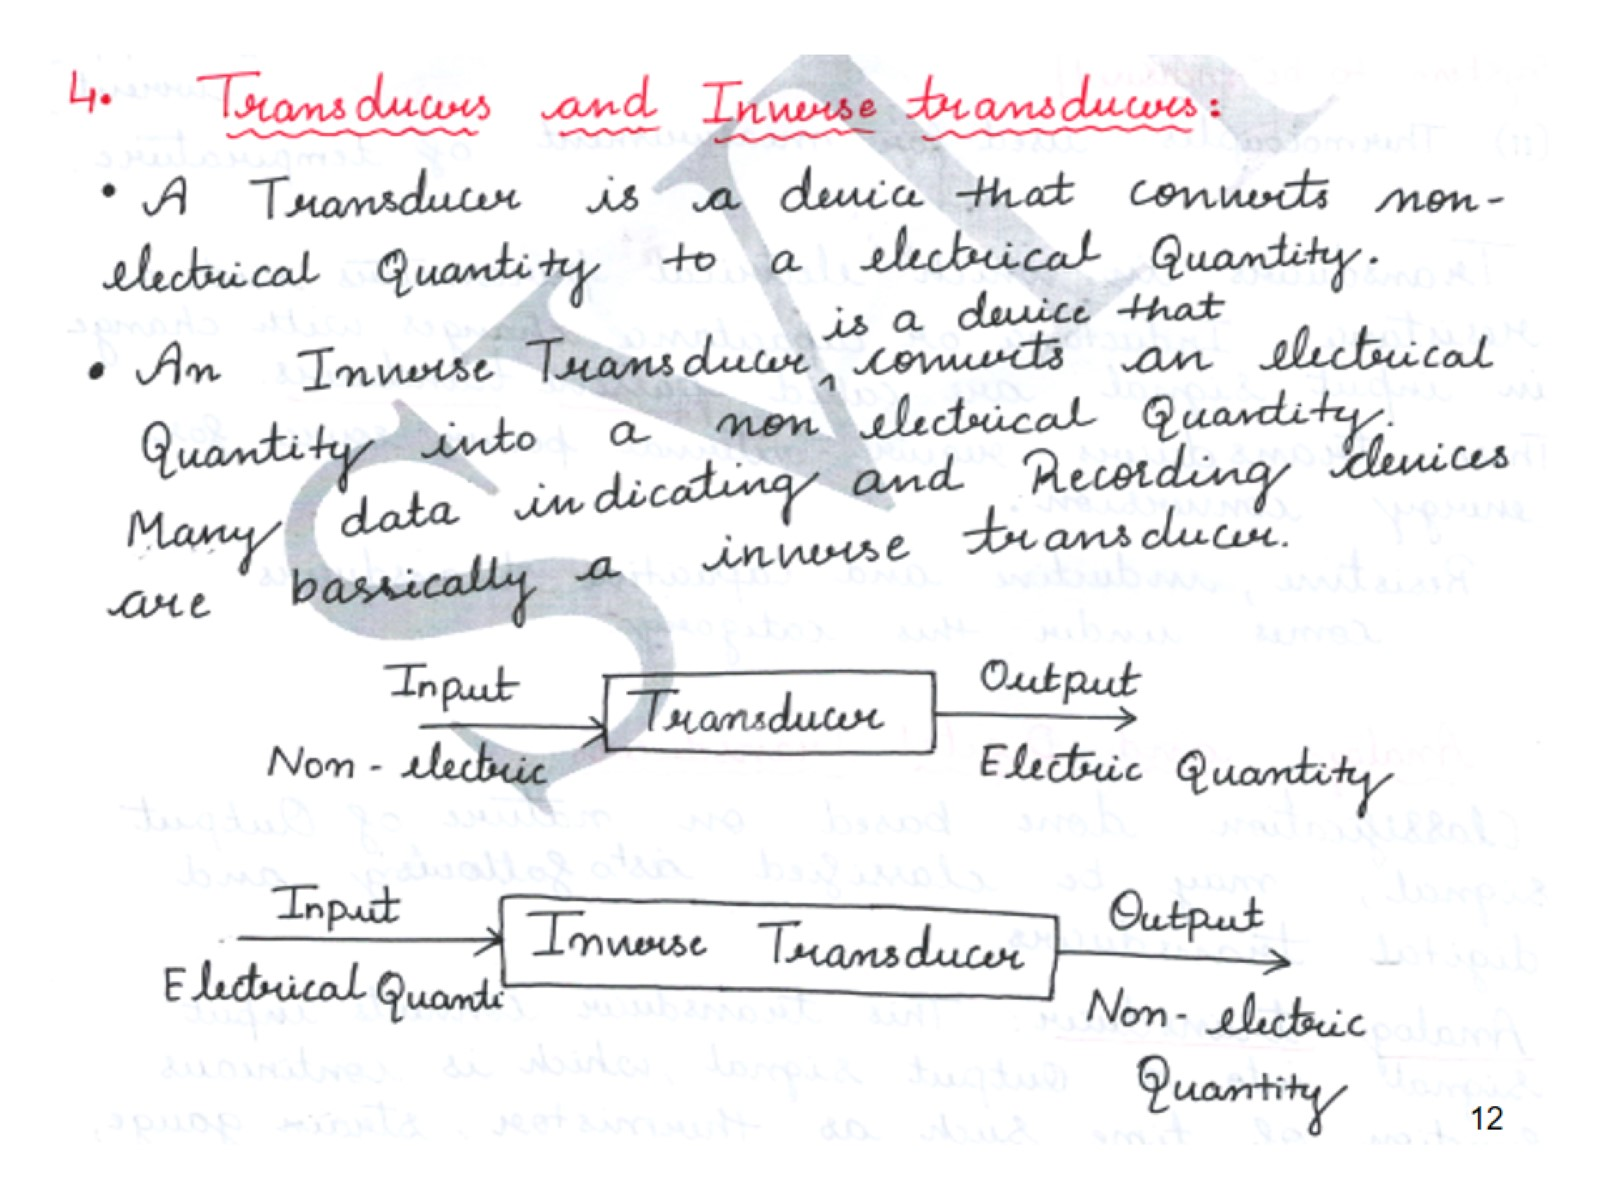 4. Transducers and Inverse transducers:
• A Transducer is a device that converts non-
electrical Quantity to a electrical Quantity.
is a device that
• An Inverse Transducer ^ converts an electrical
Quantity into a non electrical Quantity.
Many data indicating and Recording devices
are bassically a inverse transducer.
Input
Transducer
Output
Non-electric
Electric Quantity
Input
Inverse Transducer
Output
Electrical Quanti
Non-electric
Quantity
12